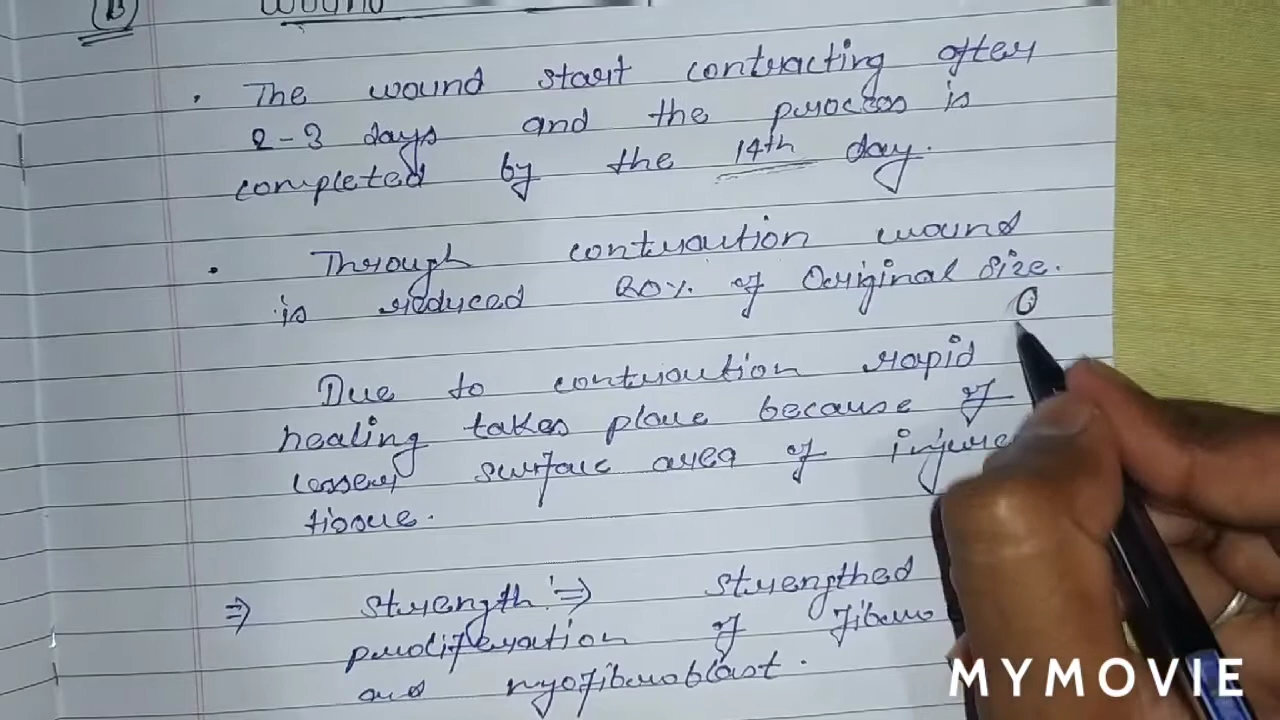 (B) wound
• The wound start contracting after
2-3 days and the process is
completed by the 14th day.
• Through contraction wound
is reduced 80% of Original size.
Due to contraction rapid
healing takes place because of
lesser surface area of injure
tissue.
⇒ strength :⇒ strengthed
proliferation of fibro
and myofibroblast.
MYMOVIE